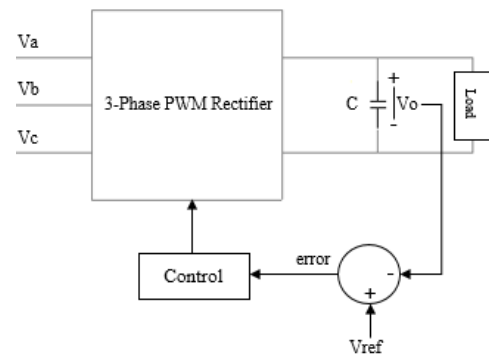 Va
Vb
Vc
3-Phase PWM Rectifier
C
+
Vo
-
Load
error
-
+
Control
Vref